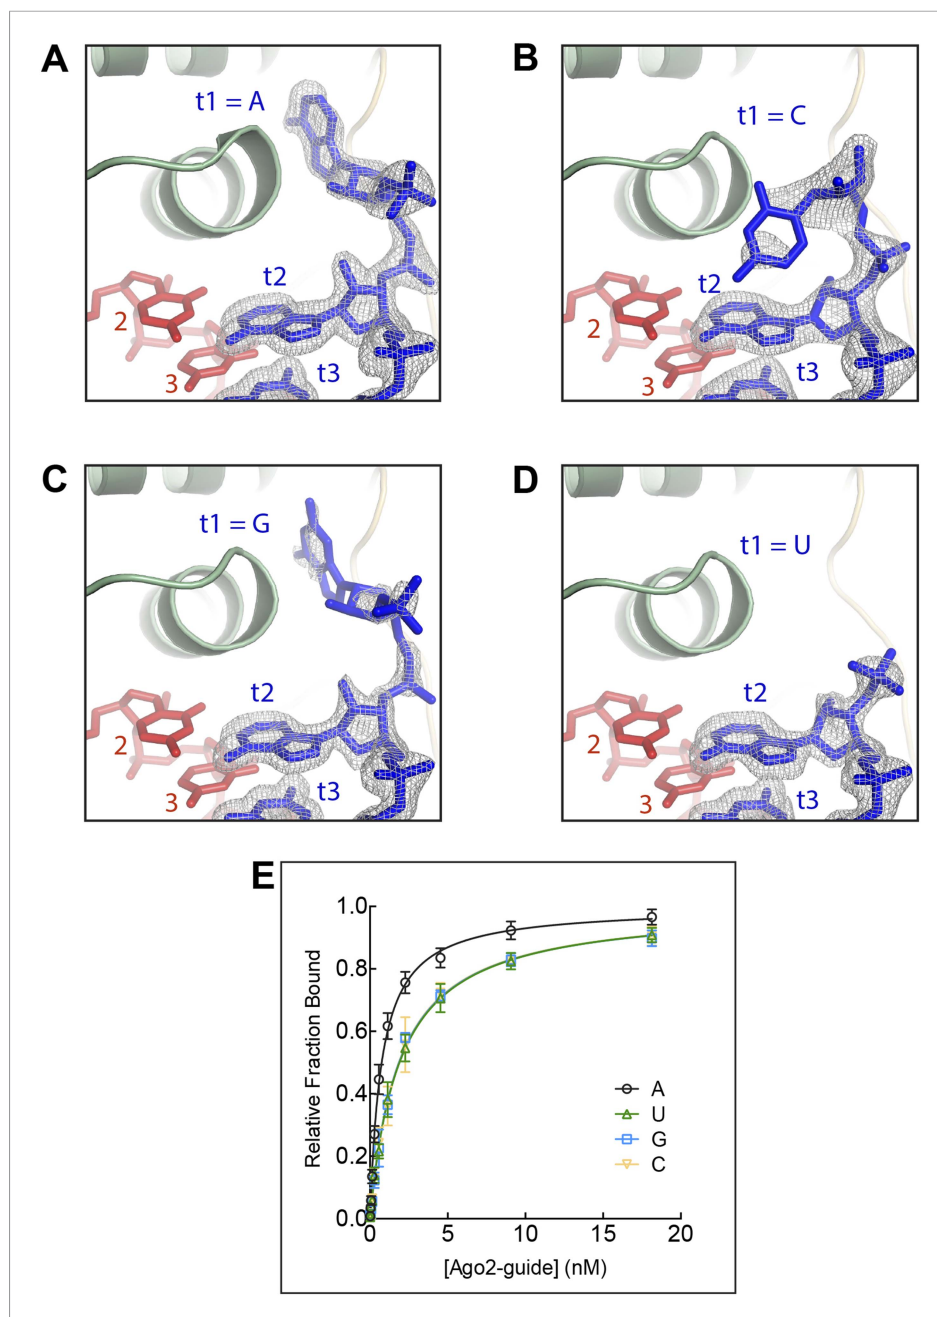 A
t1 = A
t2
2
3
t3
B
t1 = C
t2
2
3
t3
C
t1 = G
t2
2
3
t3
D
t1 = U
t2
2
3
t3
E
1.0
0.8
0.6
0.4
0.2
0.0
Relative Fraction Bound
A
U
G
C
0 5 10 15 20
[Ago2-guide] (nM)